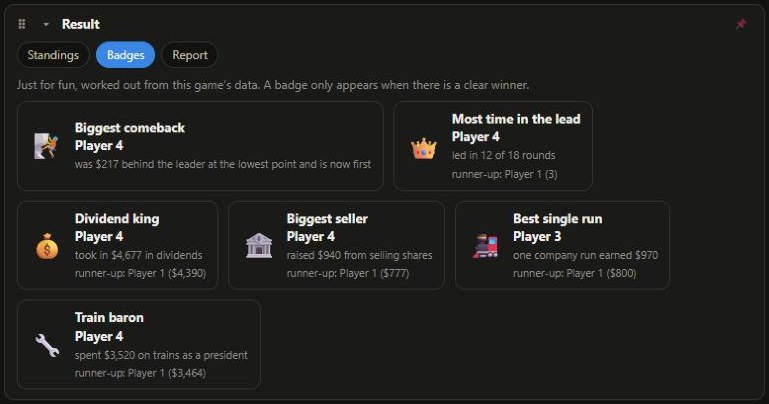 Result
Standings
Badges
Report
Just for fun, worked out from this game's data. A badge only appears when there is a clear winner.
Biggest comeback
Player 4
was $217 behind the leader at the lowest point and is now first
Most time in the lead
Player 4
led in 12 of 18 rounds
runner-up: Player 1 (3)
Dividend king
Player 4
took in $4,677 in dividends
runner-up: Player 1 ($4,390)
Biggest seller
Player 4
raised $940 from selling shares
runner-up: Player 1 ($777)
Best single run
Player 3
one company run earned $970
runner-up: Player 1 ($800)
Train baron
Player 4
spent $3,520 on trains as a president
runner-up: Player 1 ($3,464)